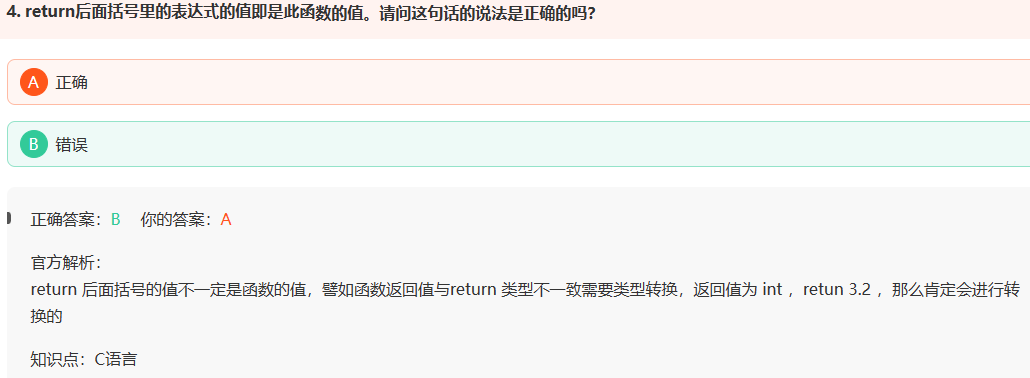 4. return后面括号里的表达式的值即是此函数的值。请问这句话的说法是正确的吗？
A 正确
B 错误
正确答案：B 你的答案：A
官方解析：
return 后面括号的值不一定是函数的值，譬如函数返回值与return 类型不一致需要类型转换，返回值为 int ，retun 3.2 ，那么肯定会进行转
换的
知识点：C语言